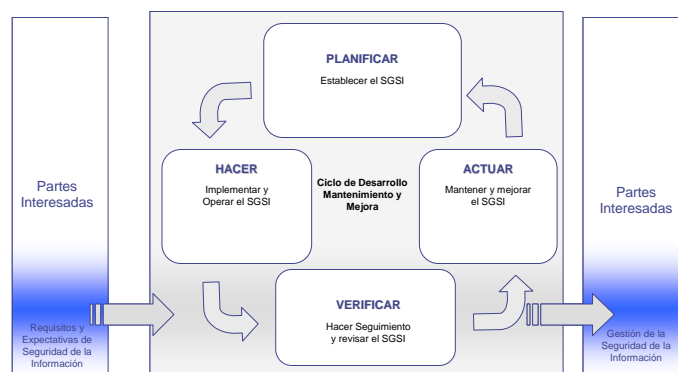 PLANIFICAR
Establecer el SGSI
HACER
Implementar y
Operar el SGSI
Ciclo de Desarrollo
Mantenimiento y
Mejora
ACTUAR
Mantener y mejorar
el SGSI
VERIFICAR
Hacer Seguimiento
y revisar el SGSI
Partes
Interesadas
Requisitos y
Expectativas de
Seguridad de la
Información
Partes
Interesadas
Gestión de la
Seguridad de la
Información